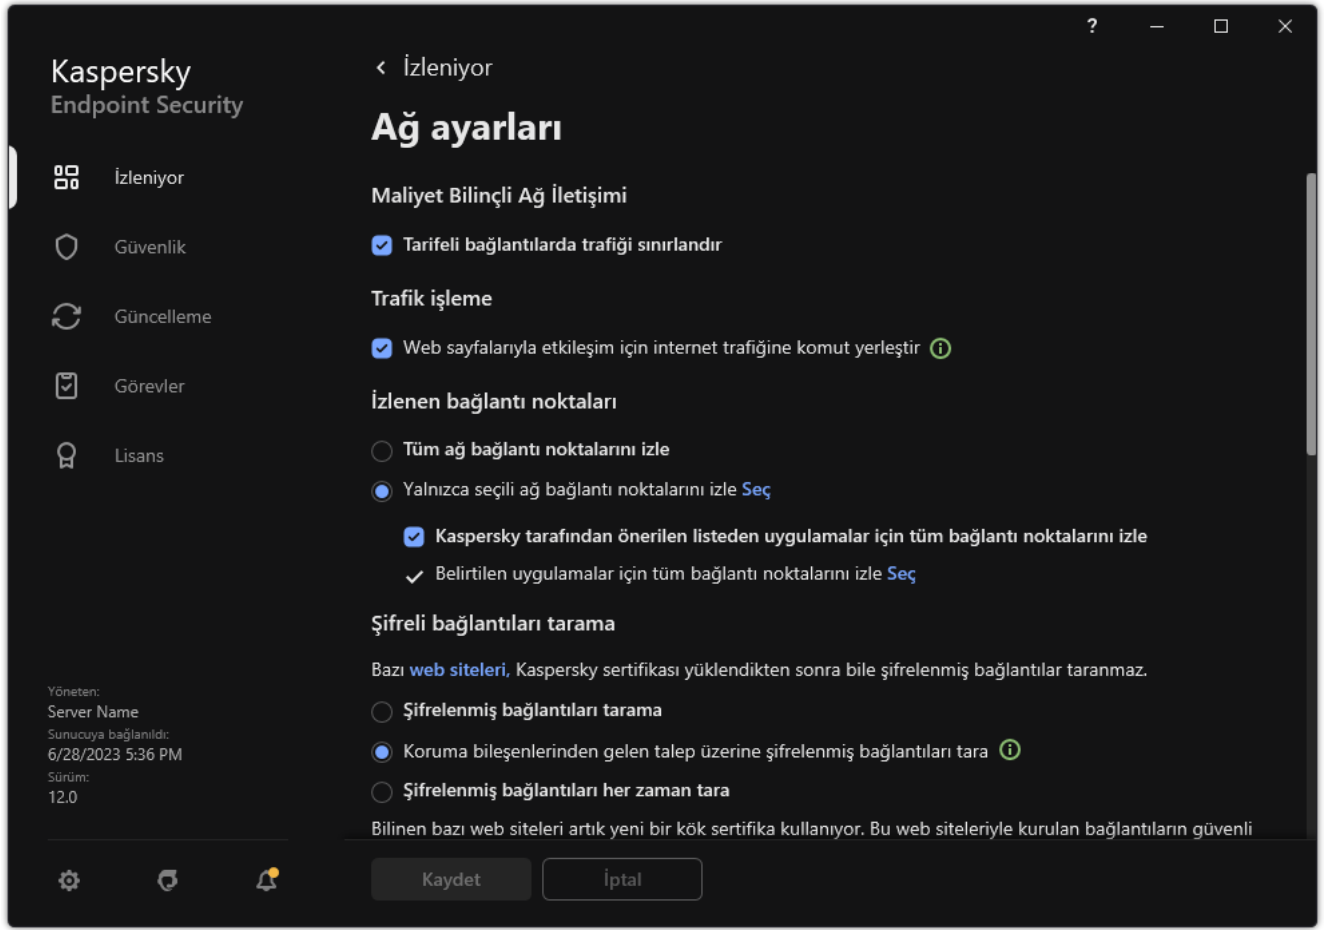 ?
Kaspersky
Endpoint Security
İzleniyor
Güvenlik
Güncelleme
Görevler
Lisans
Yöneten:
Server Name
Sunucuya bağlanıldı:
6/28/2023 5:36 PM
Sürüm:
12.0
İzleniyor
Ağ ayarları
Maliyet Bilinçli Ağ İletişimi
Tarifeli bağlantılarda trafiği sınırlandır
Trafik işleme
Web sayfalarıyla etkileşim için internet trafiğine komut yerleştir
İzlenen bağlantı noktaları
Tüm ağ bağlantı noktalarını izle
Yalnızca seçili ağ bağlantı noktalarını izle Seç
Kaspersky tarafından önerilen listeden uygulamalar için tüm bağlantı noktalarını izle
Belirtilen uygulamalar için tüm bağlantı noktalarını izle Seç
Şifreli bağlantıları tarama
Bazı web siteleri, Kaspersky sertifikası yüklendikten sonra bile şifrelenmiş bağlantılar taranmaz.
Şifrelenmiş bağlantıları tarama
Koruma bileşenlerinden gelen talep üzerine şifrelenmiş bağlantıları tara
Şifrelenmiş bağlantıları her zaman tara
Bilinen bazı web siteleri artık yeni bir kök sertifika kullanıyor. Bu web siteleriyle kurulan bağlantıların güvenli
Kaydet
İptal